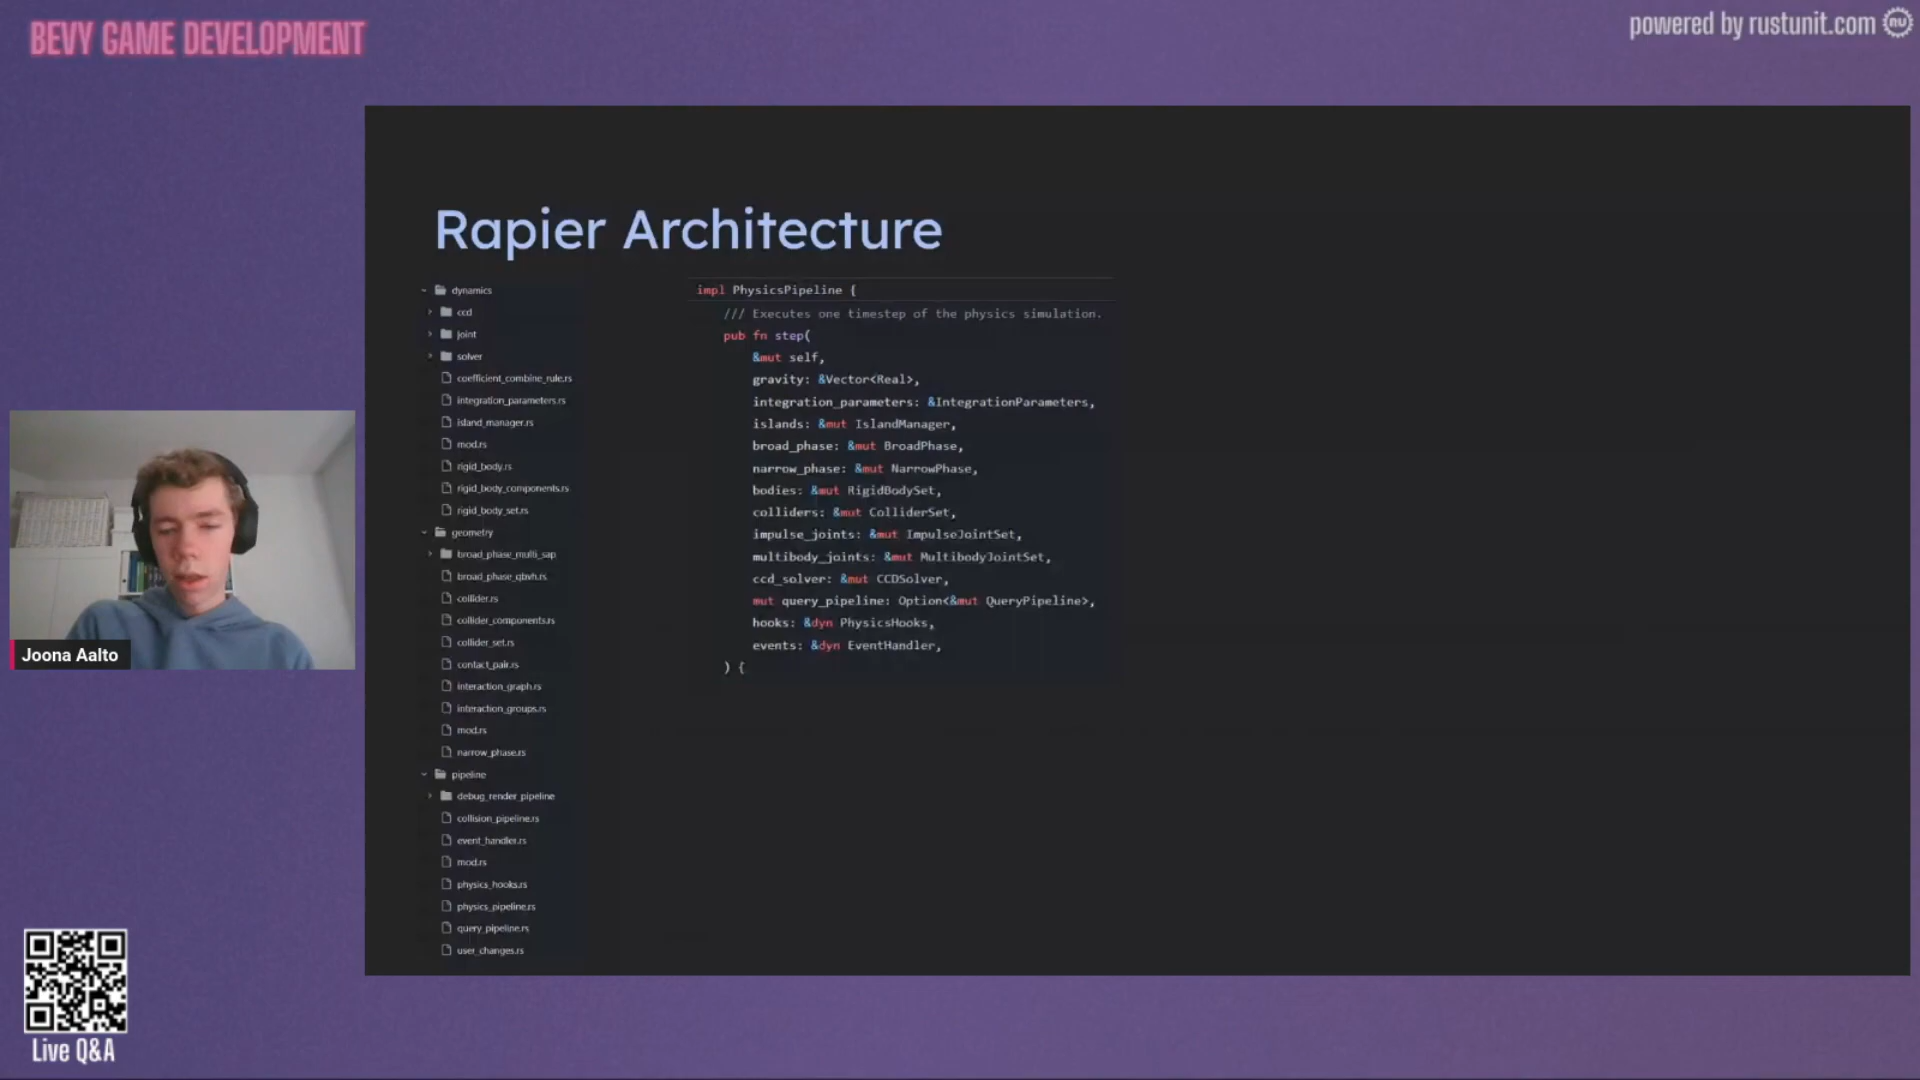 BEVY GAME DEVELOPMENT
powered by rustunit.com
Rapier Architecture
dynamics
ccd
joint
solver
coefficient_combine_rule.rs
integration_parameters.rs
island_manager.rs
mod.rs
rigid_body.rs
rigid_body_components.rs
rigid_body_set.rs
geometry
broad_phase_multi_sap
broad_phase_qbvh.rs
collider.rs
collider_components.rs
collider_set.rs
contact_pair.rs
interaction_graph.rs
interaction_groups.rs
mod.rs
narrow_phase.rs
pipeline
debug_render_pipeline
collision_pipeline.rs
event_handler.rs
mod.rs
physics_hooks.rs
physics_pipeline.rs
query_pipeline.rs
user_changes.rs
impl PhysicsPipeline {
/// Executes one timestep of the physics simulation.
pub fn step(
&mut self,
gravity: &Vector<Real>,
integration_parameters: &IntegrationParameters,
islands: &mut IslandManager,
broad_phase: &mut BroadPhase,
narrow_phase: &mut NarrowPhase,
bodies: &mut RigidBodySet,
colliders: &mut ColliderSet,
impulse_joints: &mut ImpulseJointSet,
multibody_joints: &mut MultibodyJointSet,
ccd_solver: &mut CCDSolver,
mut query_pipeline: Option<&mut QueryPipeline>,
hooks: &dyn PhysicsHooks,
events: &dyn EventHandler,
) {
Joona Aalto
Live Q&A